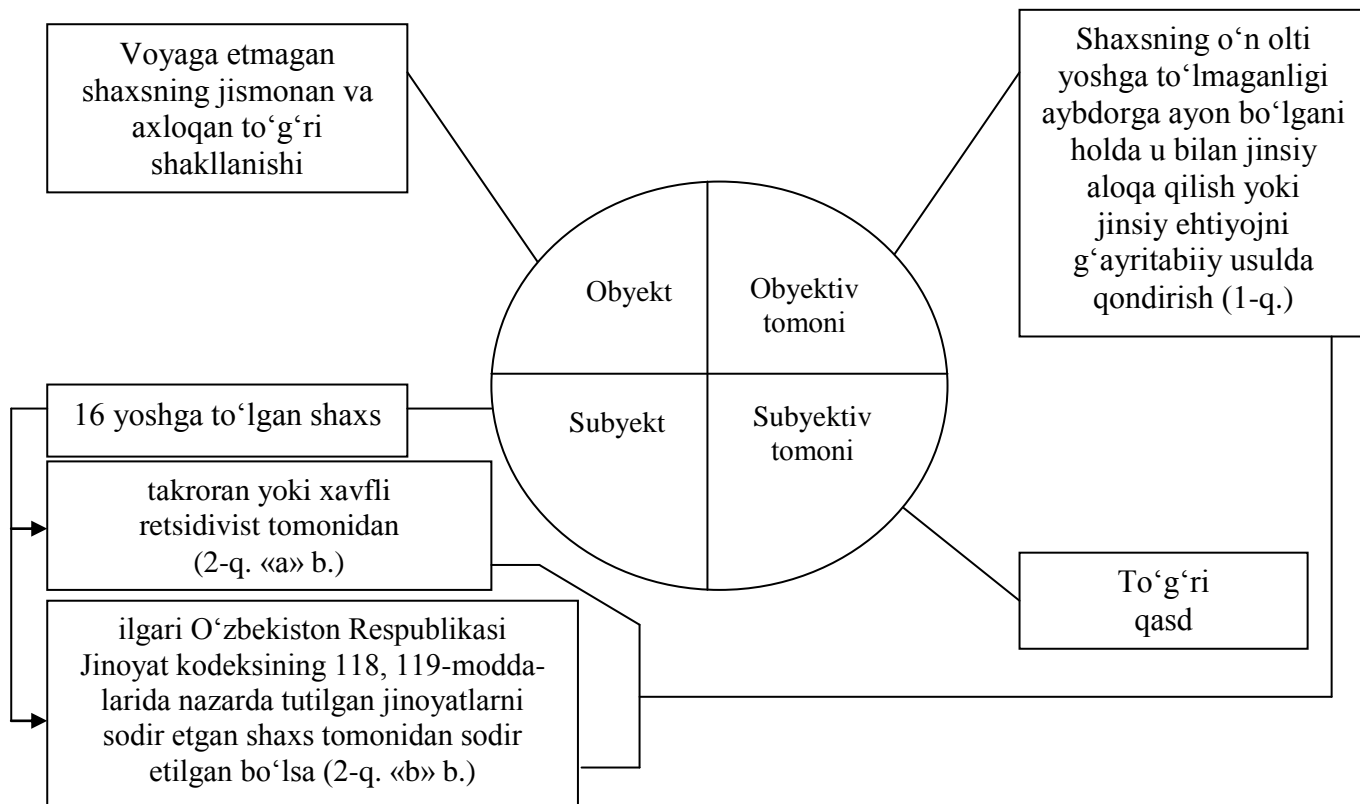 Voyaga etmagan
shaxsning jismonan va
axloqan to‘g‘ri
shakllanishi
Shaxsning o‘n olti
yoshga to‘lmaganligi
aybdorga ayon bo‘lgani
holda u bilan jinsiy
aloqa qilish yoki
jinsiy ehtiyojni
g‘ayritabiiy usulda
qondirish (1-q.)
Obyekt
Obyektiv
tomoni
Subyekt
Subyektiv
tomoni
16 yoshga to‘lgan shaxs
takroran yoki xavfli
retsidivist tomonidan
(2-q. «a» b.)
ilgari O‘zbekiston Respublikasi
Jinoyat kodeksining 118, 119-modda-
larida nazarda tutilgan jinoyatlarni
sodir etgan shaxs tomonidan sodir
etilgan bo‘lsa (2-q. «b» b.)
To‘g‘ri
qasd